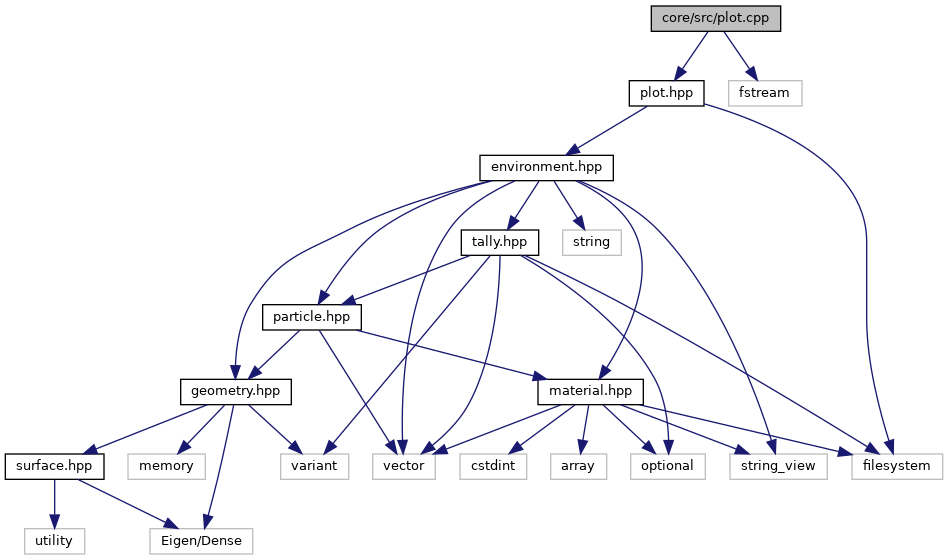 core/src/plot.cpp
plot.hpp
fstream
environment.hpp
tally.hpp
string
particle.hpp
geometry.hpp
material.hpp
surface.hpp
memory
variant
vector
cstdint
array
optional
string_view
filesystem
utility
Eigen/Dense